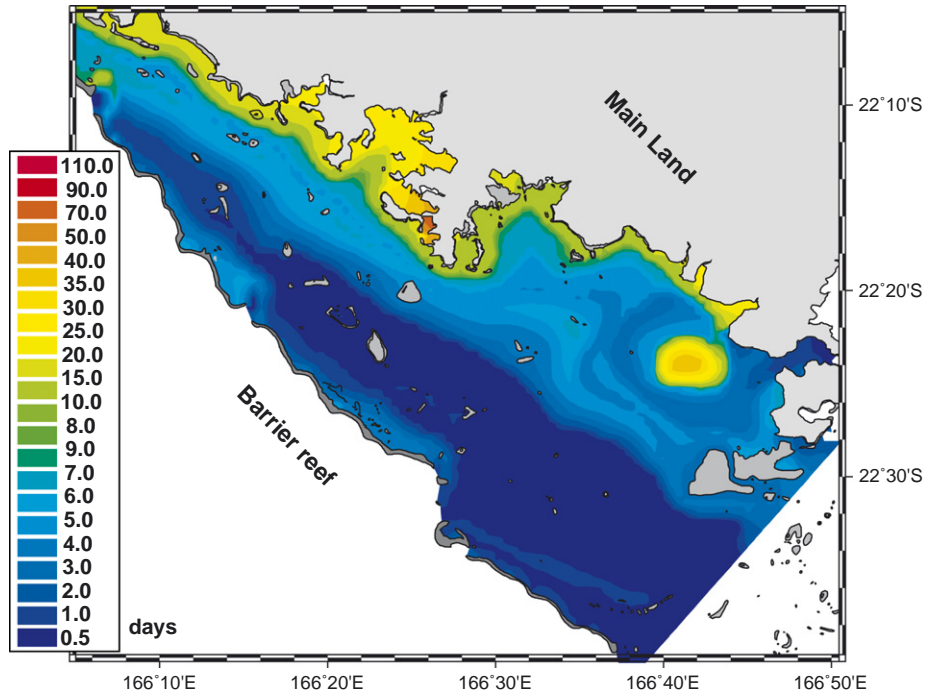 Main Land
22°10'S
22°20'S
22°30'S
Barrier reef
110.0
90.0
70.0
50.0
40.0
35.0
30.0
25.0
20.0
15.0
10.0
8.0
9.0
7.0
6.0
5.0
4.0
3.0
2.0
1.0
0.5
days
166°10'E
166°20'E
166°30'E
166°40'E
166°50'E